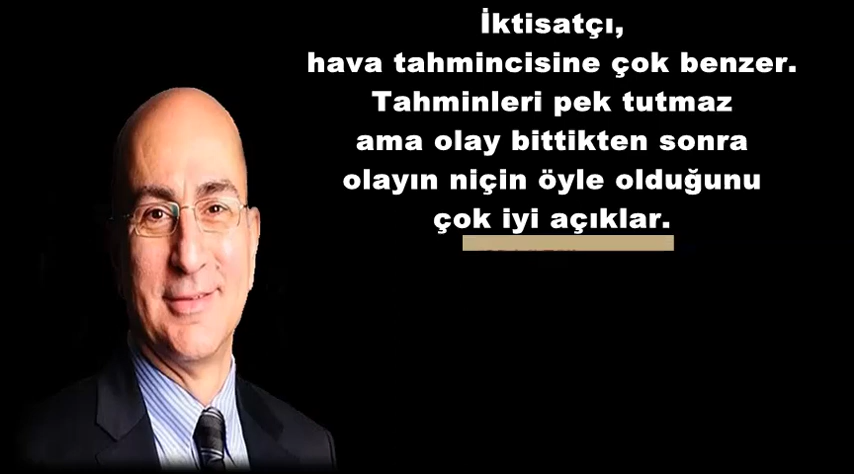 İktisatçı,
hava tahmincisine çok benzer.
Tahminleri pek tutmaz
ama olay bittikten sonra
olayın niçin öyle olduğunu
çok iyi açıklar.